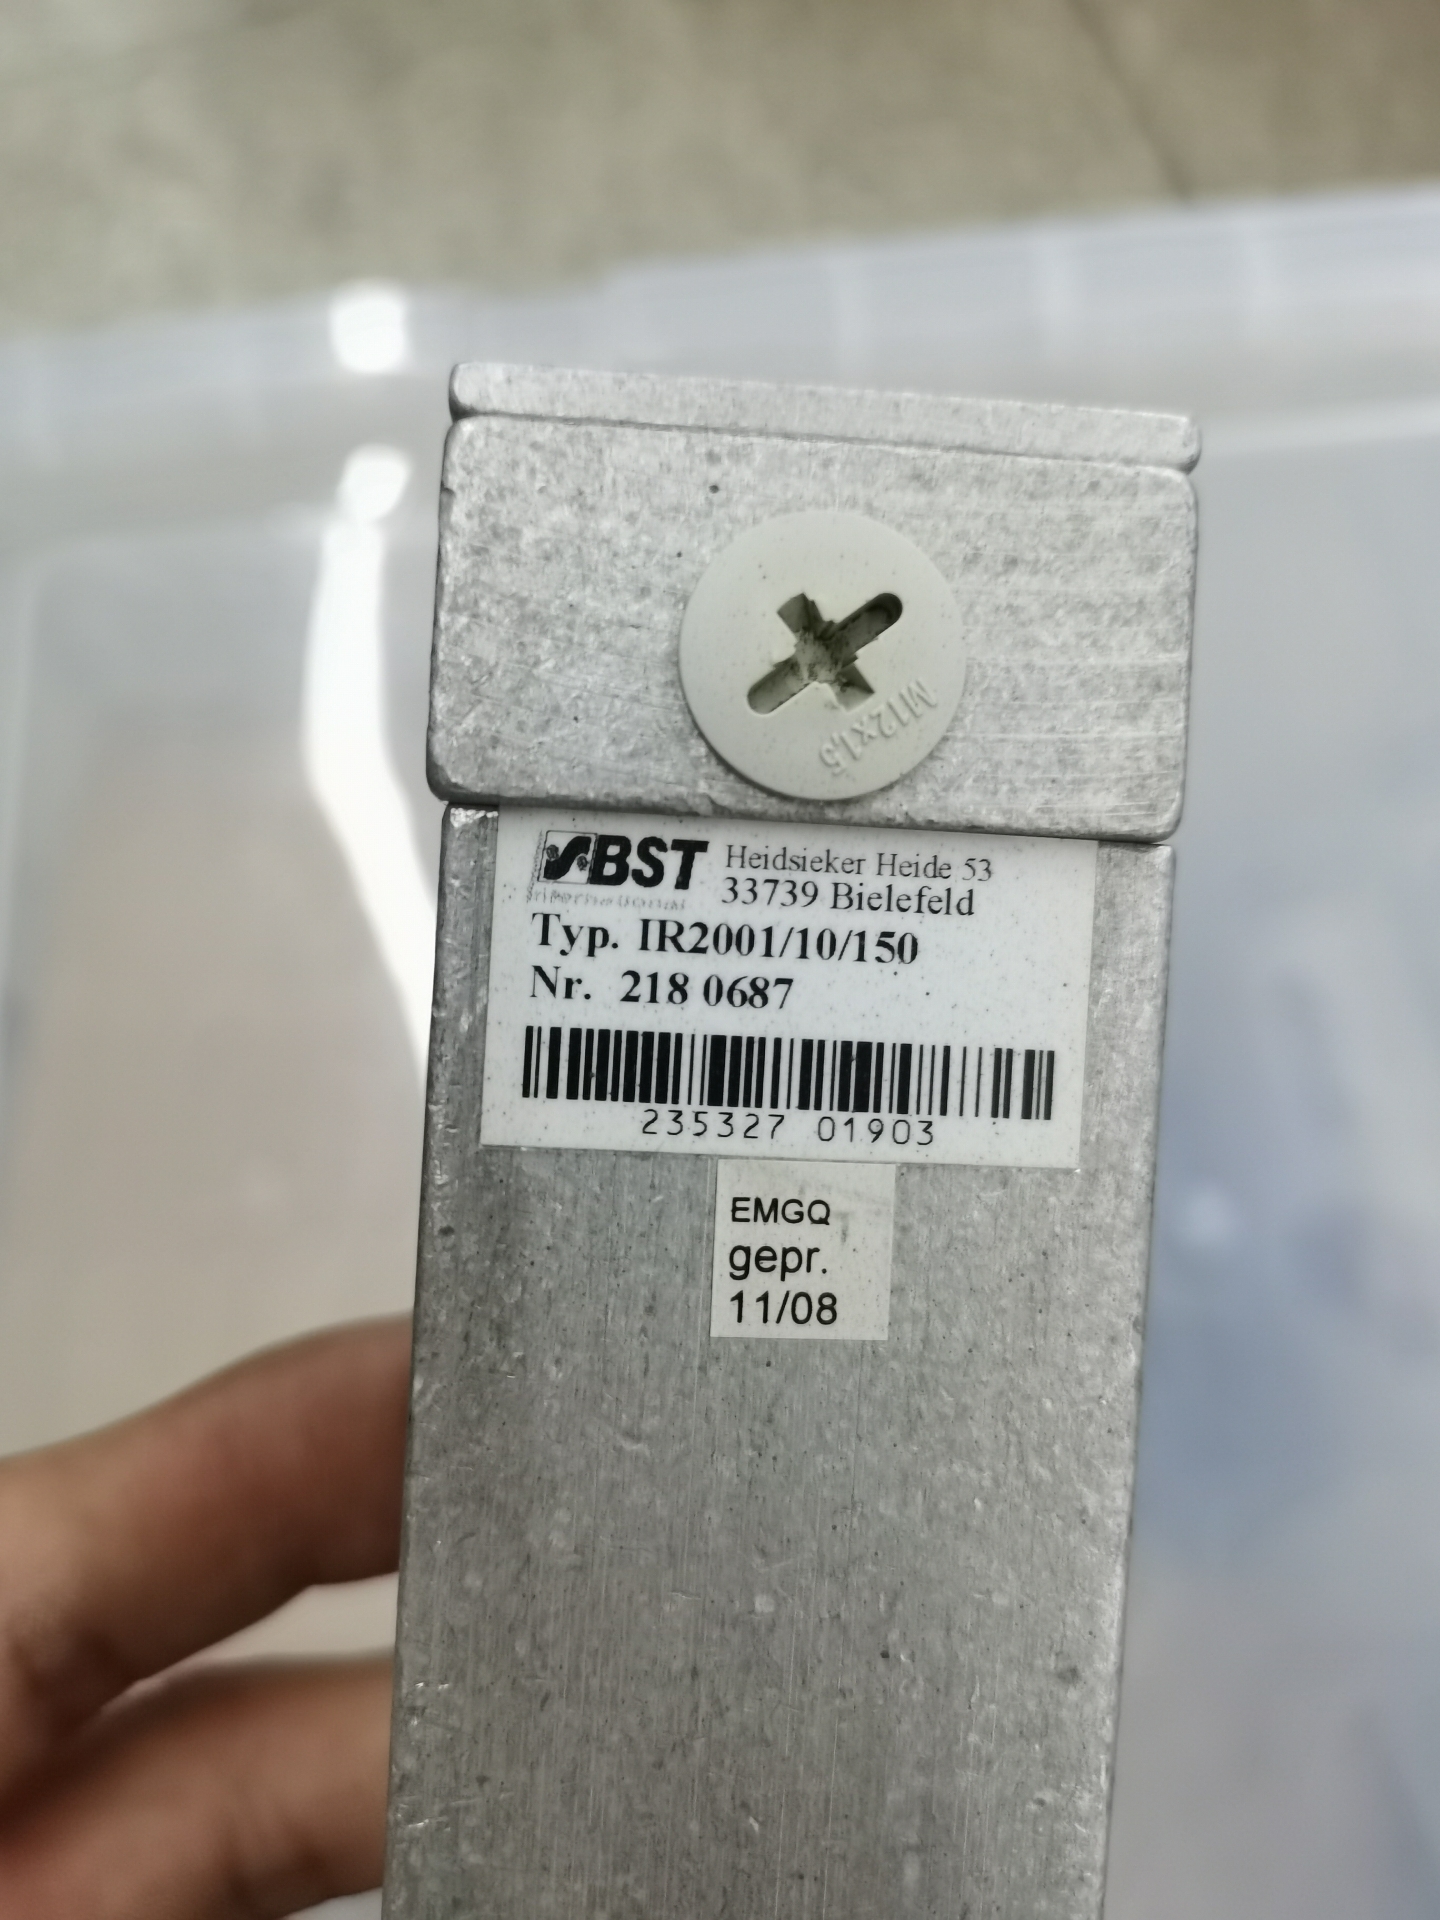 M12x1,5
BST Heidsieker Heide 53
international 33739 Bielefeld
Typ. IR2001/10/150
Nr. 218 0687
235327 01903
EMGQ
gepr.
11/08